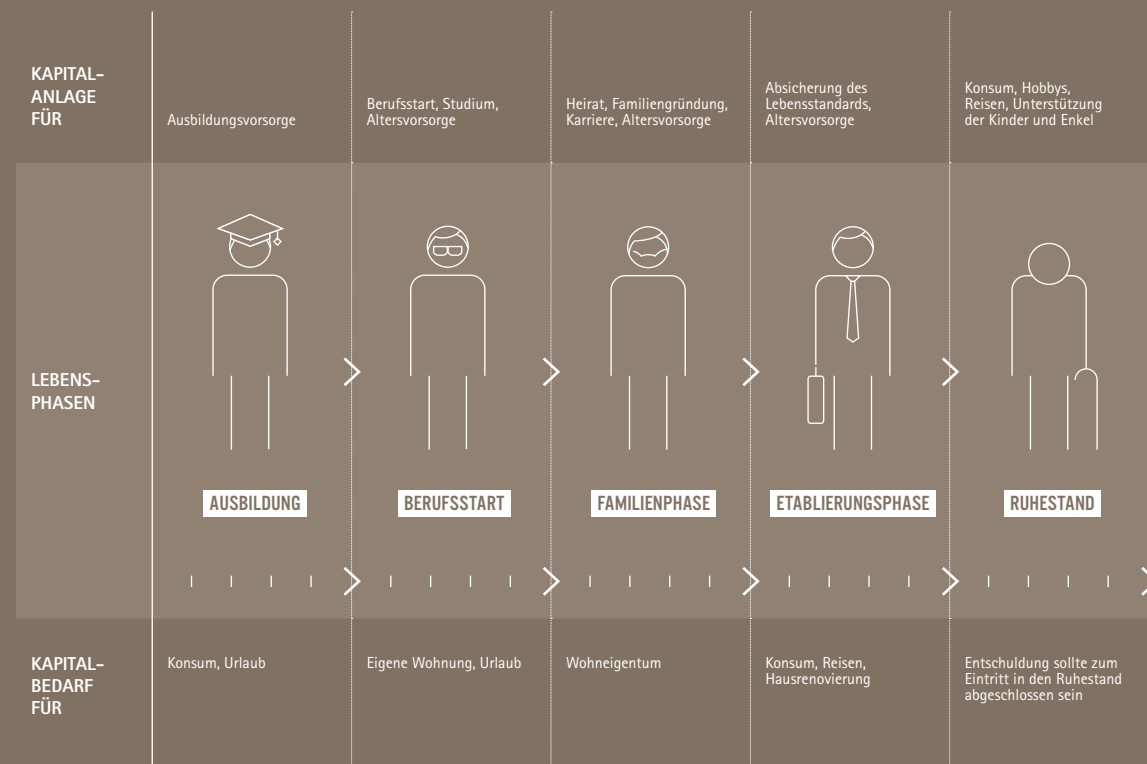 KAPITAL-
ANLAGE
FÜR
Ausbildungsvorsorge
Berufsstart, Studium,
Altersvorsorge
Heirat, Familiengründung,
Karriere, Altersvorsorge
Absicherung des
Lebensstandards,
Altersvorsorge
Konsum, Hobbys,
Reisen, Unterstützung
der Kinder und Enkel
LEBENS-
PHASEN
AUSBILDUNG
BERUFSSTART
FAMILIENPHASE
ETABLIERUNGSPHASE
RUHESTAND
KAPITAL-
BEDARF
FÜR
Konsum, Urlaub
Eigene Wohnung, Urlaub
Wohneigentum
Konsum, Reisen,
Hausrenovierung
Entschuldung sollte zum
Eintritt in den Ruhestand
abgeschlossen sein